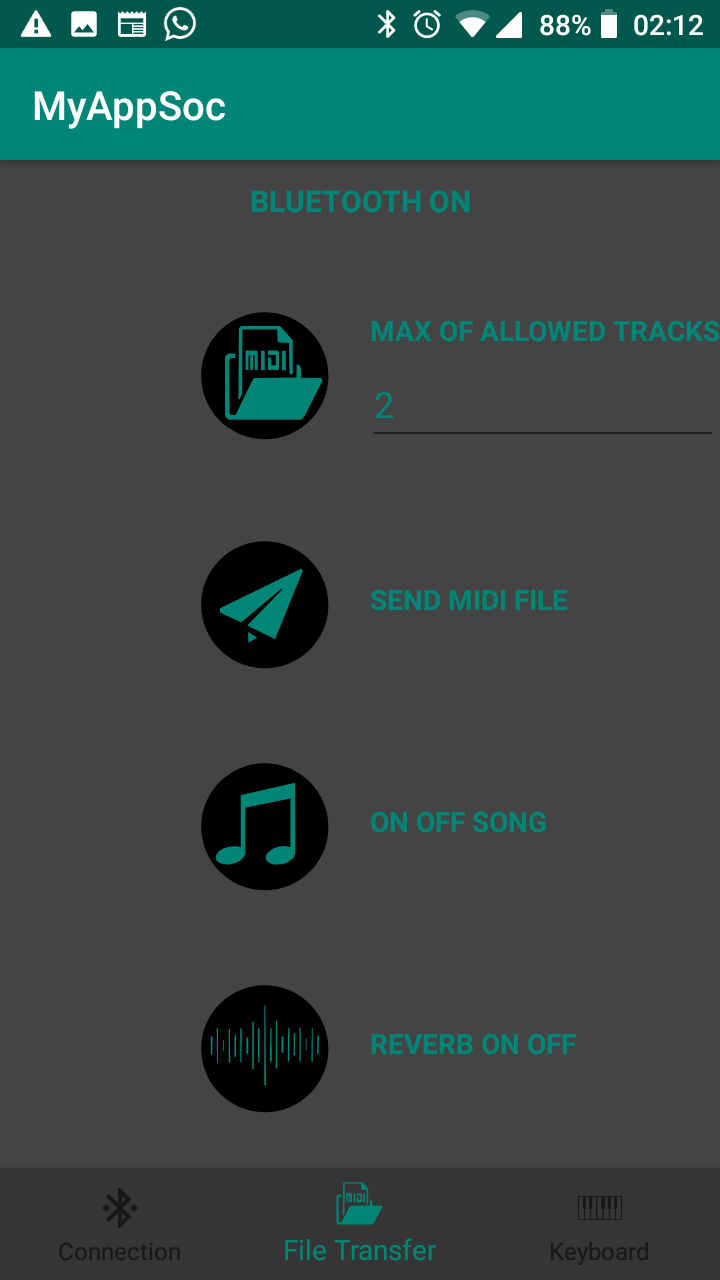 88% 02:12
MyAppSoc
BLUETOOTH ON
MAX OF ALLOWED TRACKS
MIDI
2
SEND MIDI FILE
ON OFF SONG
REVERB ON OFF
MIDI
Connection File Transfer Keyboard